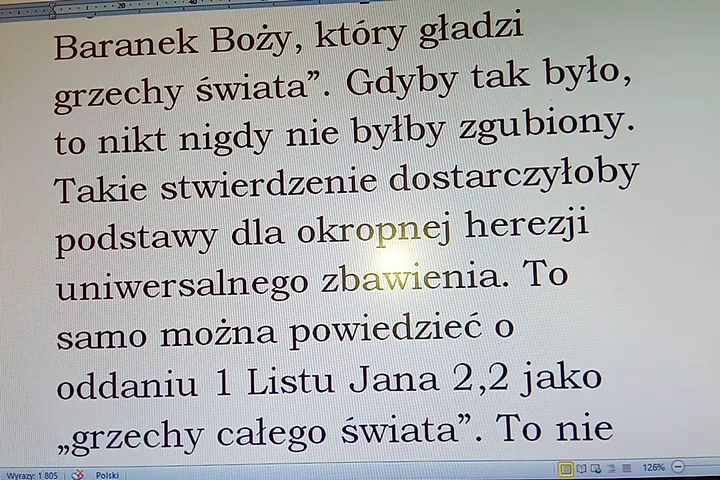 20
40
Baranek Boży, który gładzi
grzechy świata”. Gdyby tak było,
to nikt nigdy nie byłby zgubiony.
Takie stwierdzenie dostarczyłoby
podstawy dla okropnej herezji
uniwersalnego zbawienia. To
samo można powiedzieć o
oddaniu 1 Listu Jana 2,2 jako
„grzechy całego świata”. To nie
Wyrazy: 1 805 Polski 126%